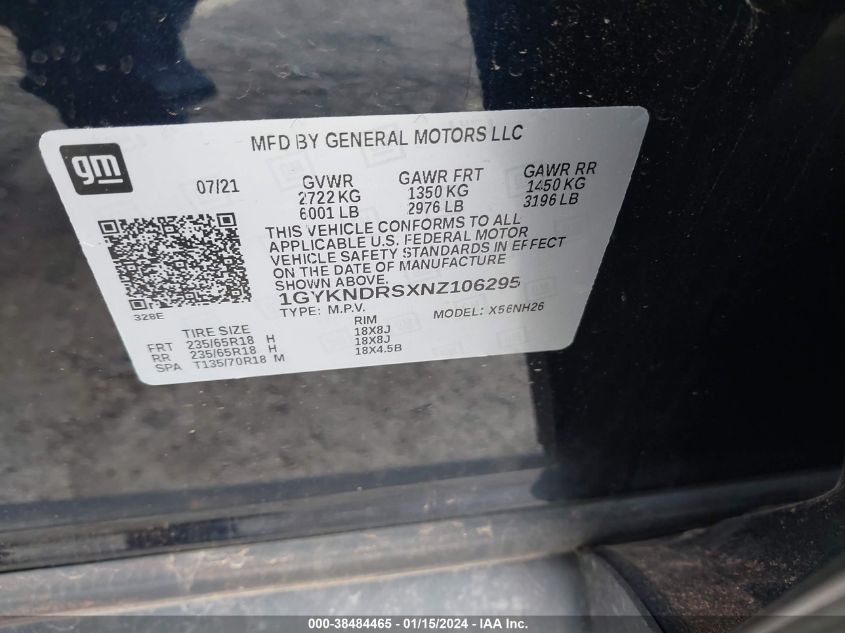 MFD BY GENERAL MOTORS LLC
gm
07/21 GVWR GAWR FRT GAWR RR
2722 KG 1350 KG 1450 KG
6001 LB 2976 LB 3196 LB
THIS VEHICLE CONFORMS TO ALL
APPLICABLE U.S. FEDERAL MOTOR
VEHICLE SAFETY STANDARDS IN EFFECT
ON THE DATE OF MANUFACTURE
SHOWN ABOVE.
1GYKNDRSXNZ106295
328E
TYPE: M.P.V. MODEL: X56NH26
TIRE SIZE RIM
FRT 235/65R18 H 18X8J
RR 235/65R18 H 18X8J
SPA T135/70R18 M 18X4.5B
000-38484465 - 01/15/2024 - IAA Inc.